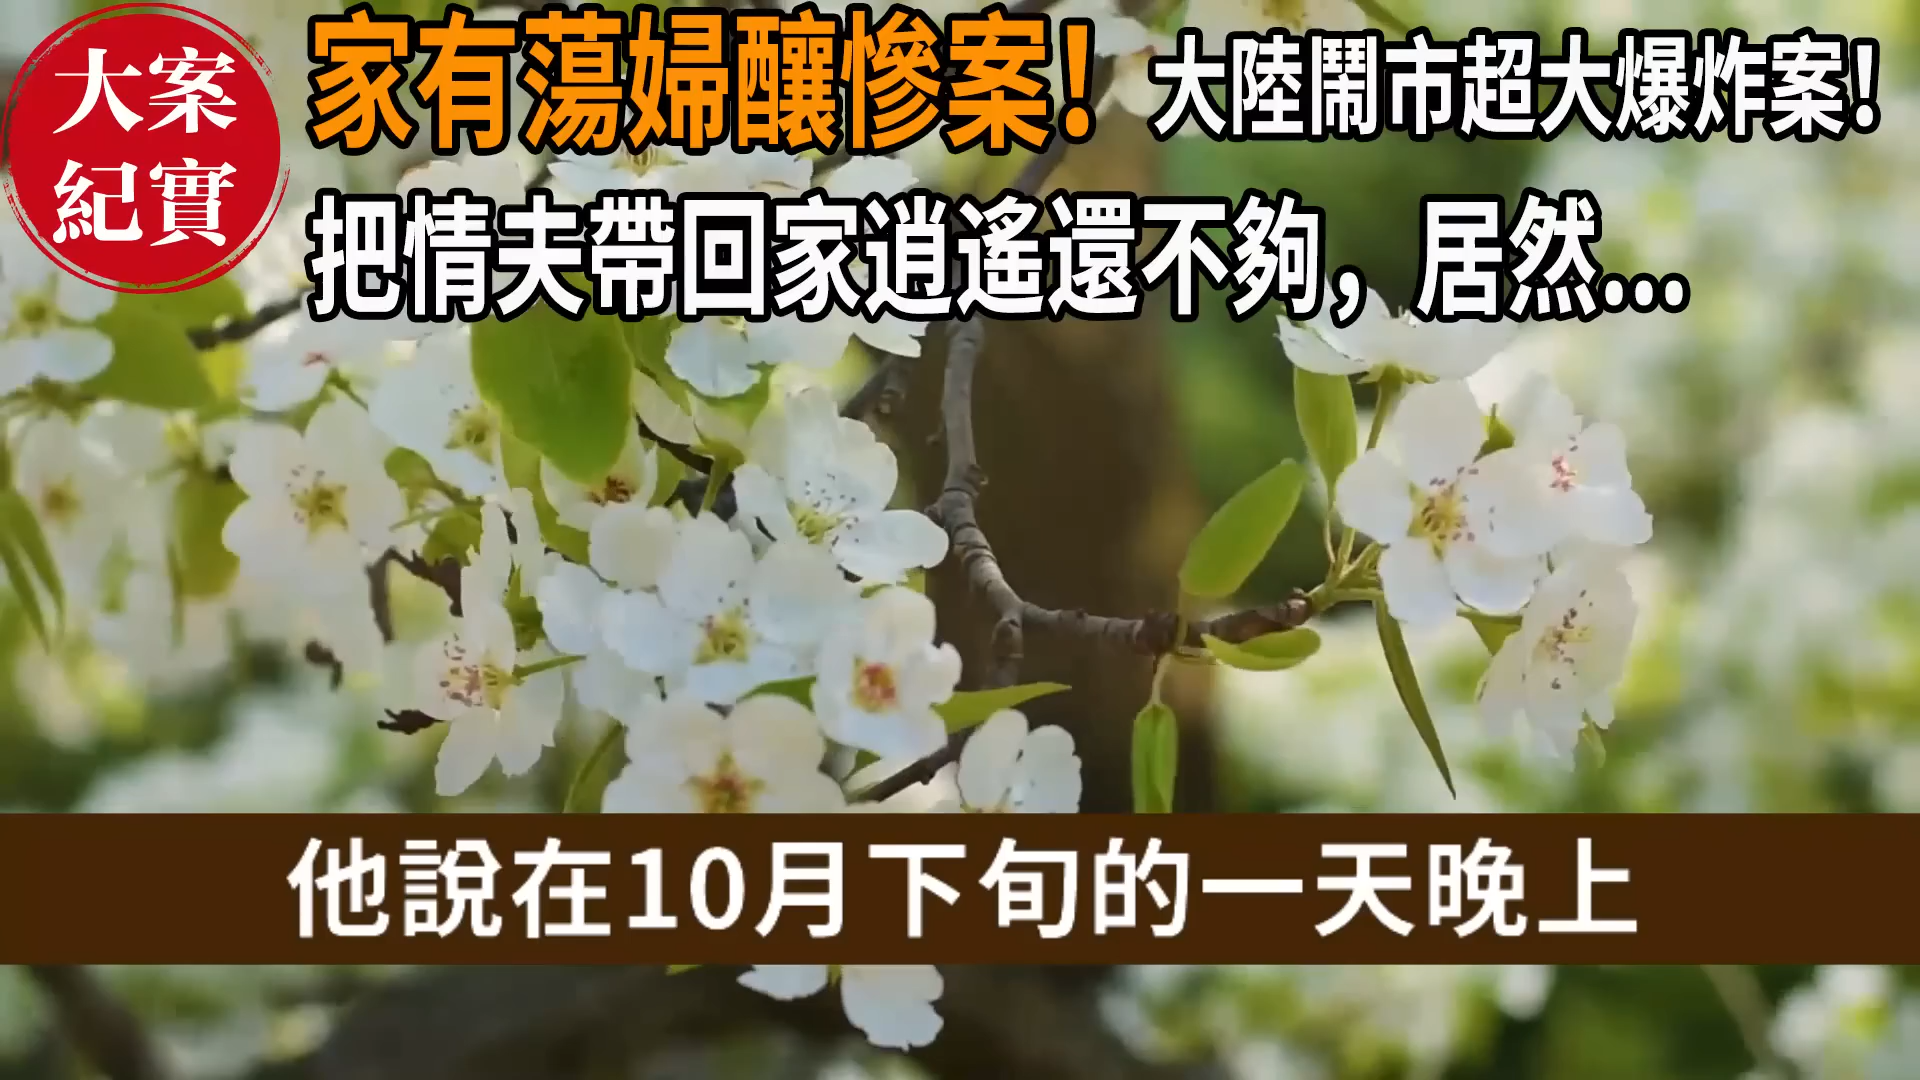 大案
紀實
家有蕩婦釀慘案！大陸鬧市超大爆炸案！
把情夫帶回家逍遙還不夠，居然...
他說在10月下旬的一天晚上